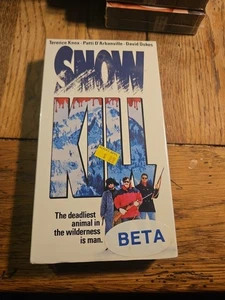 Terence Knox · Patti D'Arbanville · David Dukes
SNOW
KILL
The deadliest
animal in
the wilderness
is man.
BETA